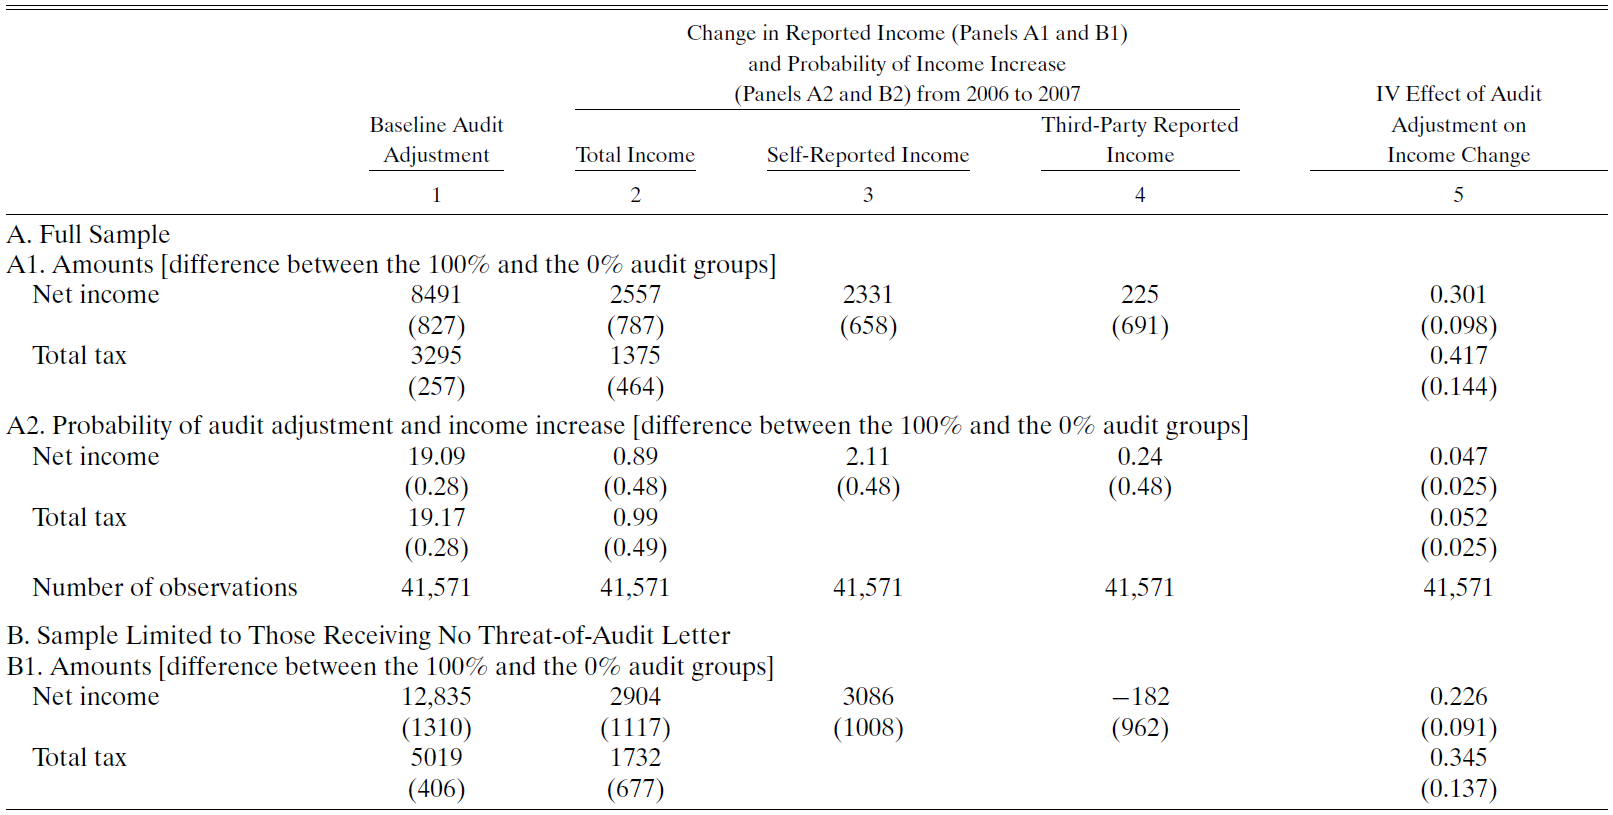 Change in Reported Income (Panels A1 and B1)
and Probability of Income Increase
(Panels A2 and B2) from 2006 to 2007
IV Effect of Audit
Baseline Audit
Third-Party Reported
Adjustment on
Adjustment
Total Income
Self-Reported Income
Income
Income Change
1 2 3 4 5
A. Full Sample
A1. Amounts [difference between the 100% and the 0% audit groups]
Net income 8491 2557 2331 225 0.301
(827) (787) (658) (691) (0.098)
Total tax 3295 1375 0.417
(257) (464) (0.144)
A2. Probability of audit adjustment and income increase [difference between the 100% and the 0% audit groups]
Net income 19.09 0.89 2.11 0.24 0.047
(0.28) (0.48) (0.48) (0.48) (0.025)
Total tax 19.17 0.99 0.052
(0.28) (0.49) (0.025)
Number of observations 41,571 41,571 41,571 41,571 41,571
B. Sample Limited to Those Receiving No Threat-of-Audit Letter
B1. Amounts [difference between the 100% and the 0% audit groups]
Net income 12,835 2904 3086 −182 0.226
(1310) (1117) (1008) (962) (0.091)
Total tax 5019 1732 0.345
(406) (677) (0.137)